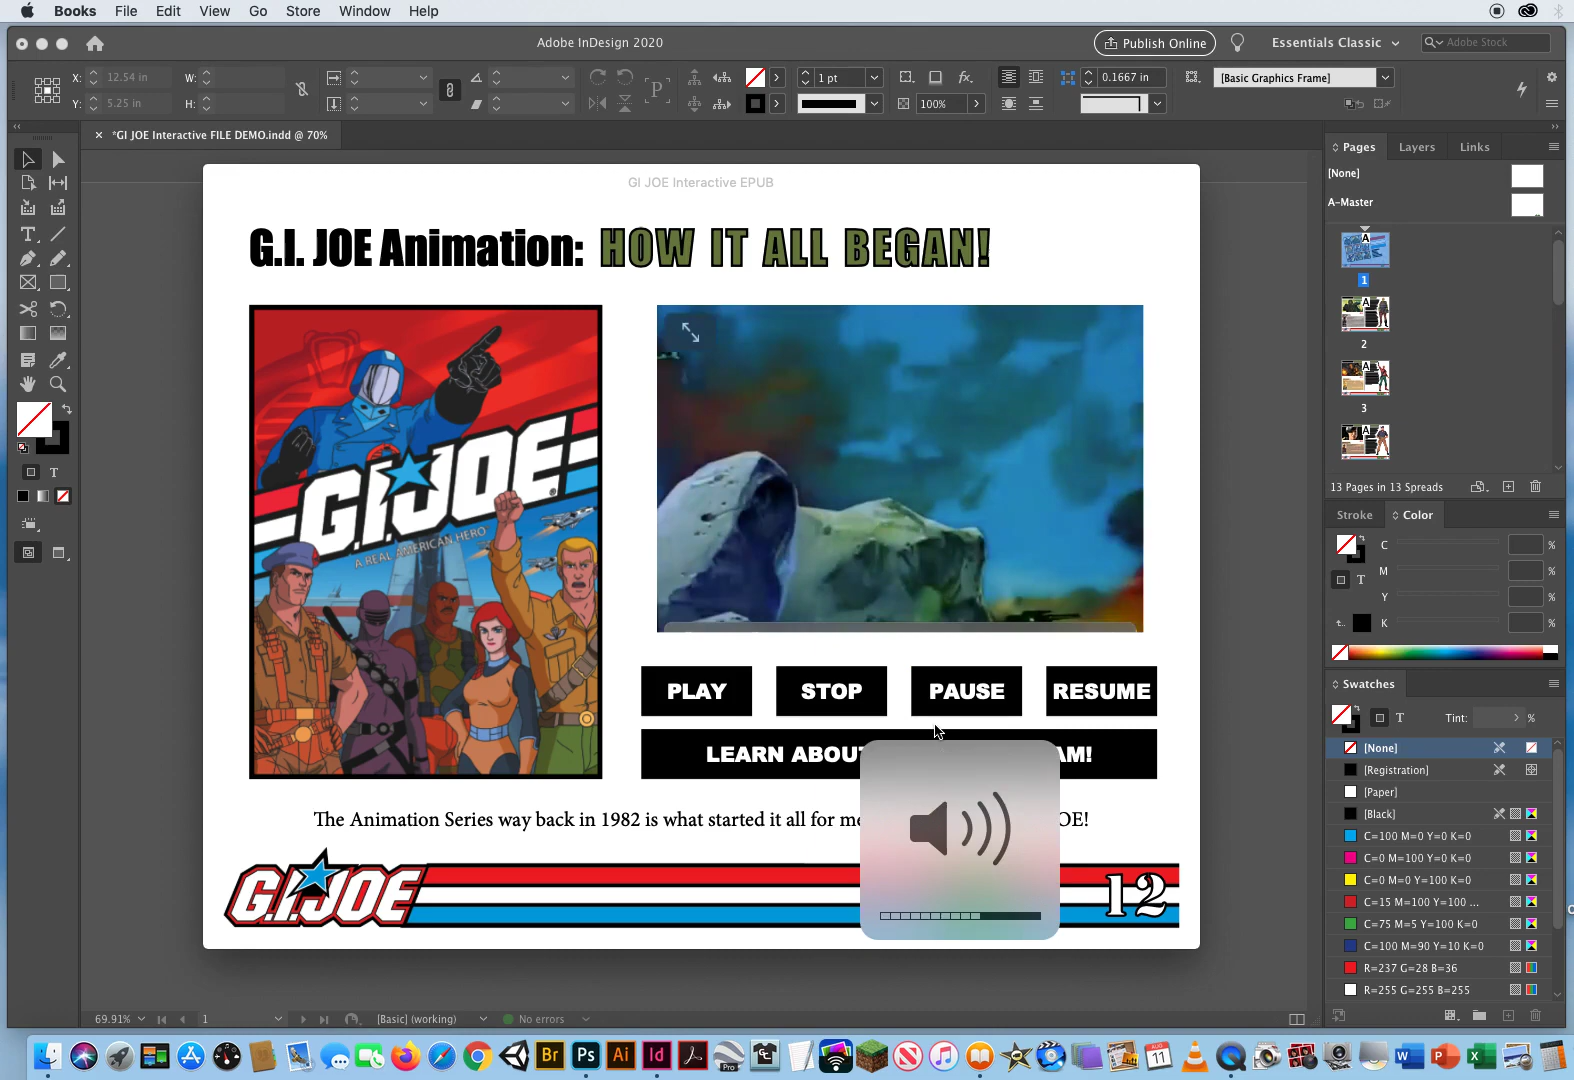 Books File Edit View Go Store Window Help
Adobe InDesign 2020
Publish Online
Essentials Classic
Adobe Stock
X: 12.54 in W:
Y: 5.25 in H:
1 pt
fx.
0.1667 in
[Basic Graphics Frame]
100%
*GI JOE Interactive FILE DEMO.indd @ 70%
GI JOE Interactive EPUB
G.I. JOE Animation: HOW IT ALL BEGAN!
G.I. JOE
A REAL AMERICAN HERO
PLAY STOP PAUSE RESUME
LEARN ABOU AM!
The Animation Series way back in 1982 is what started it all for me OE!
G.I. JOE 12
Pages Layers Links
[None]
A-Master
1
2
3
13 Pages in 13 Spreads
Stroke Color
C %
M %
Y %
K %
Swatches
T Tint: %
[None]
[Registration]
[Paper]
[Black]
C=100 M=0 Y=0 K=0
C=0 M=100 Y=0 K=0
C=0 M=0 Y=100 K=0
C=15 M=100 Y=100 ...
C=75 M=5 Y=100 K=0
C=100 M=90 Y=10 K=0
R=237 G=28 B=36
R=255 G=255 B=255
69.91% 1 [Basic] (working) No errors
Br Ps Ai Id Pro AUG 11 W P X